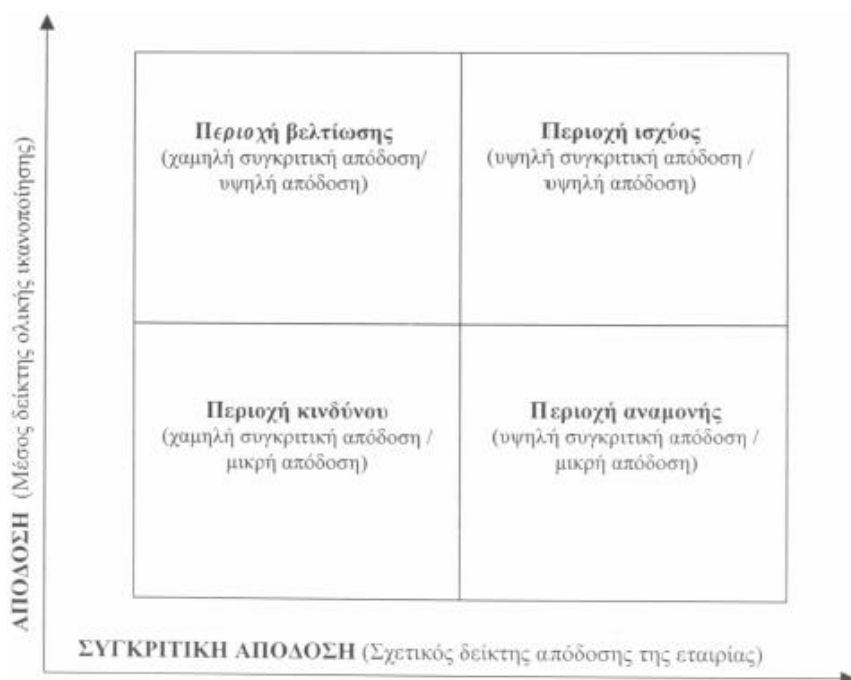 Περιοχή βελτίωσης
(χαμηλή συγκριτική απόδοση/
υψηλή απόδοση)
Περιοχή ισχύος
(υψηλή συγκριτική απόδοση /
υψηλή απόδοση)
Περιοχή κινδύνου
(χαμηλή συγκριτική απόδοση /
μικρή απόδοση)
Περιοχή αναμονής
(υψηλή συγκριτική απόδοση /
μικρή απόδοση)
ΑΠΟΔΟΣΗ (Μέσος δείκτης ολικής ικανοποίησης)
ΣΥΓΚΡΙΤΙΚΗ ΑΠΟΔΟΣΗ (Σχετικός δείκτης απόδοσης της εταιρίας)